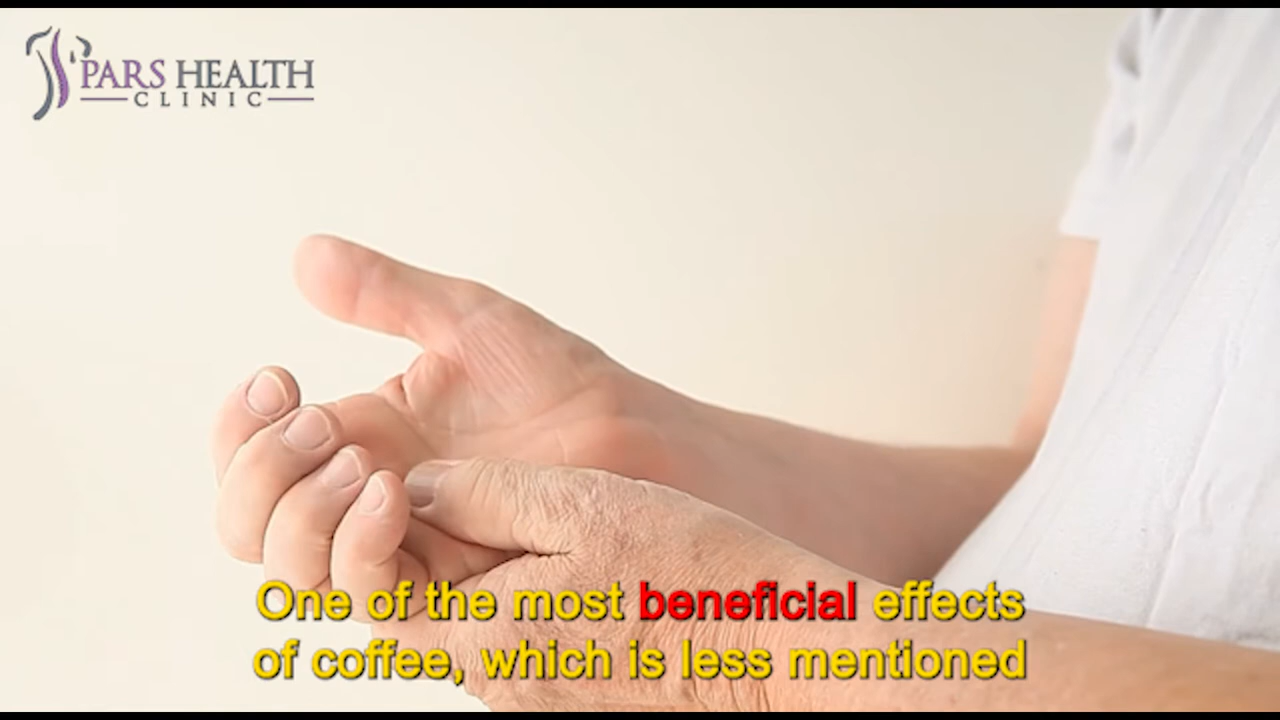 PARS HEALTH
CLINIC
One of the most beneficial effects
of coffee, which is less mentioned